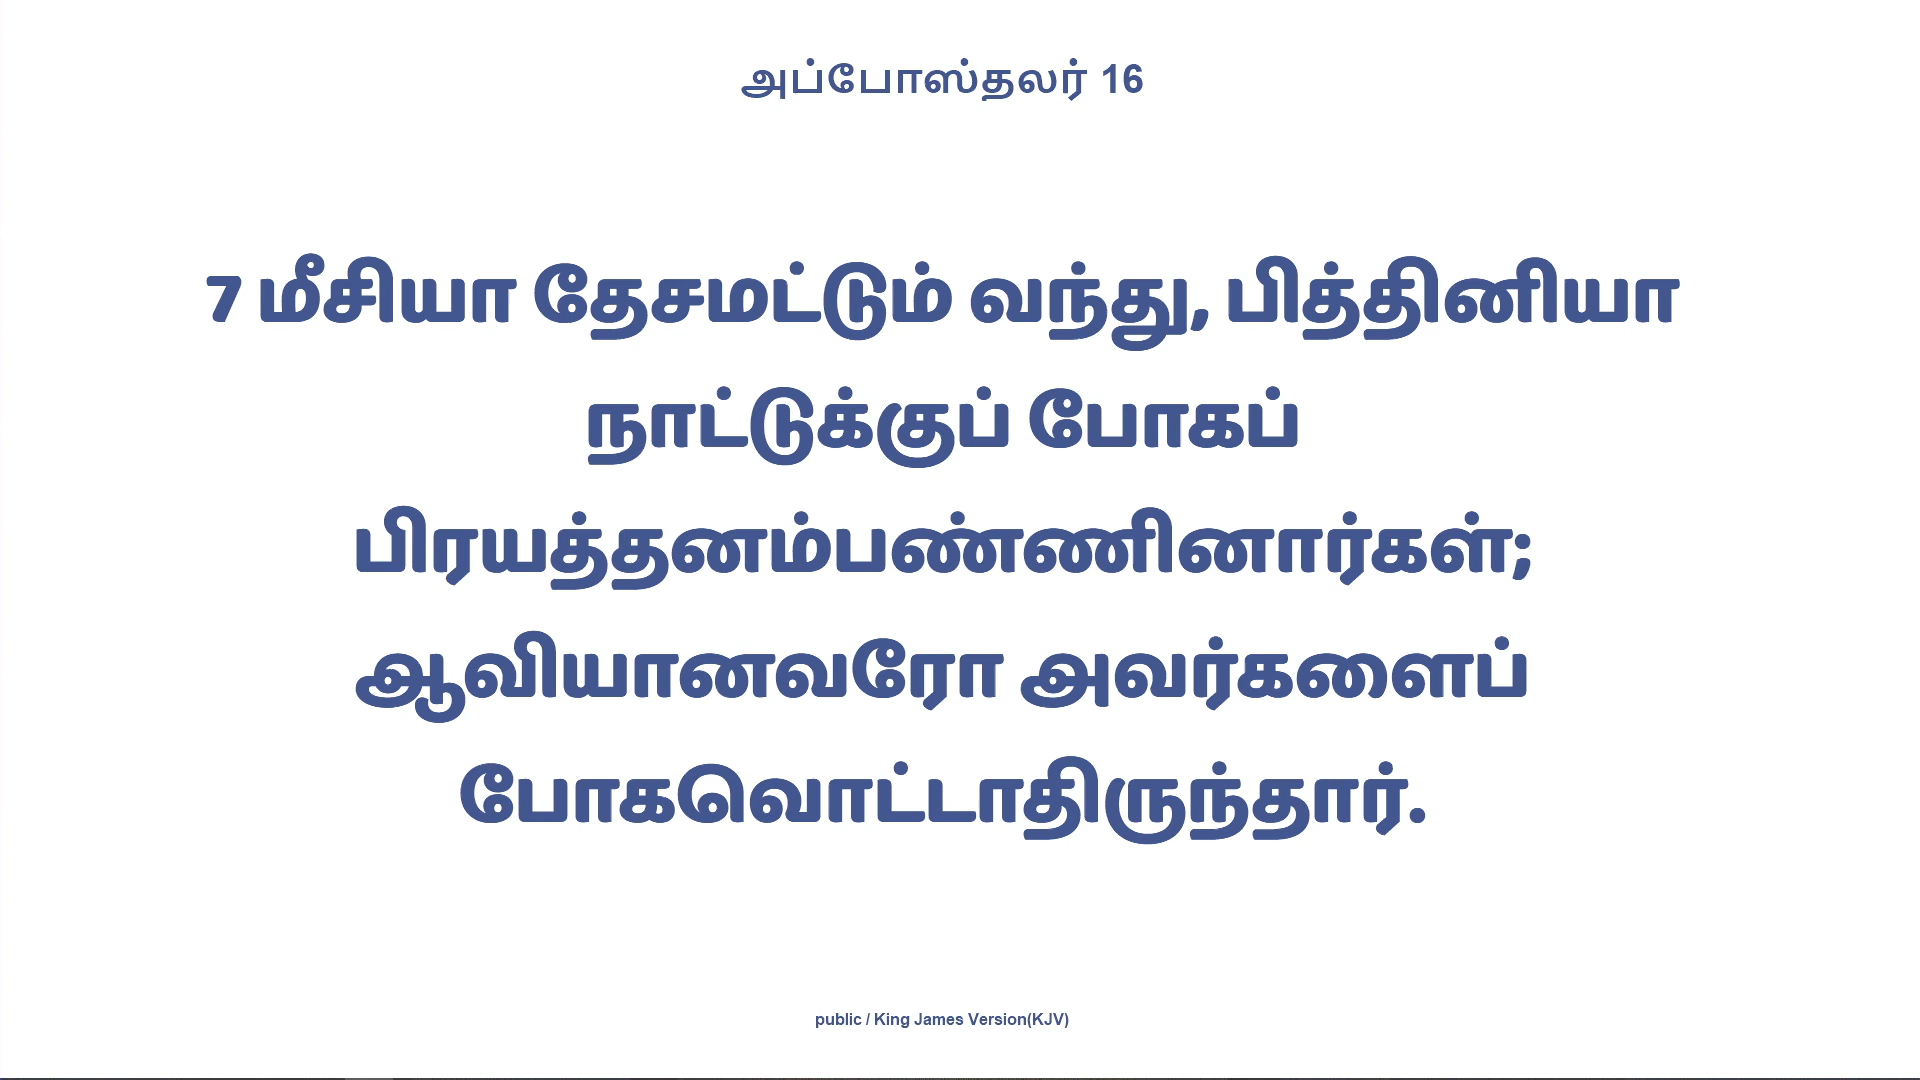 அப்போஸ்தலர் 16
7 மீசியா தேசமட்டும் வந்து, பித்தினியா
நாட்டுக்குப் போகப்
பிரயத்தனம்பண்ணினார்கள்;
ஆவியானவரோ அவர்களைப்
போகவொட்டாதிருந்தார்.
public / King James Version(KJV)